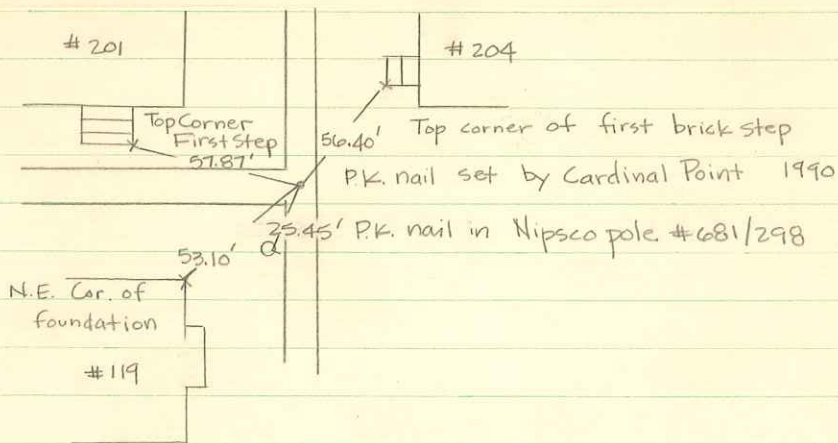 # 201
# 204
Top Corner
First Step
57.87'
56.40'
Top corner of first brick step
P.K. nail set by Cardinal Point 1990
25.45' P.K. nail in Nipsco pole #681/298
53.10'
N.E. Cor. of
foundation
# 119